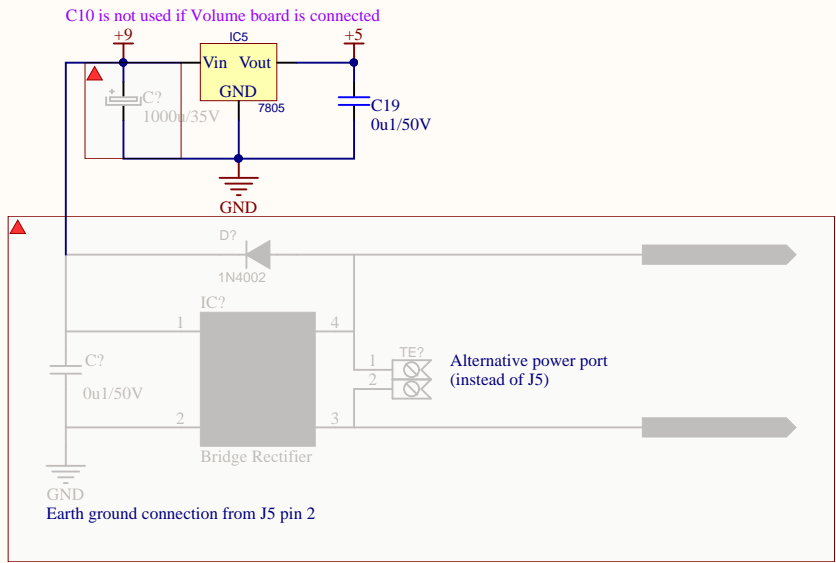 C10 is not used if Volume board is connected
+9
IC5
+5
Vin Vout
GND
7805
C?
1000u/35V
C19
0u1/50V
GND
D?
1N4002
IC?
1
4
C?
0u1/50V
TE?
1
2
Alternative power port
(instead of J5)
2
3
Bridge Rectifier
GND
Earth ground connection from J5 pin 2